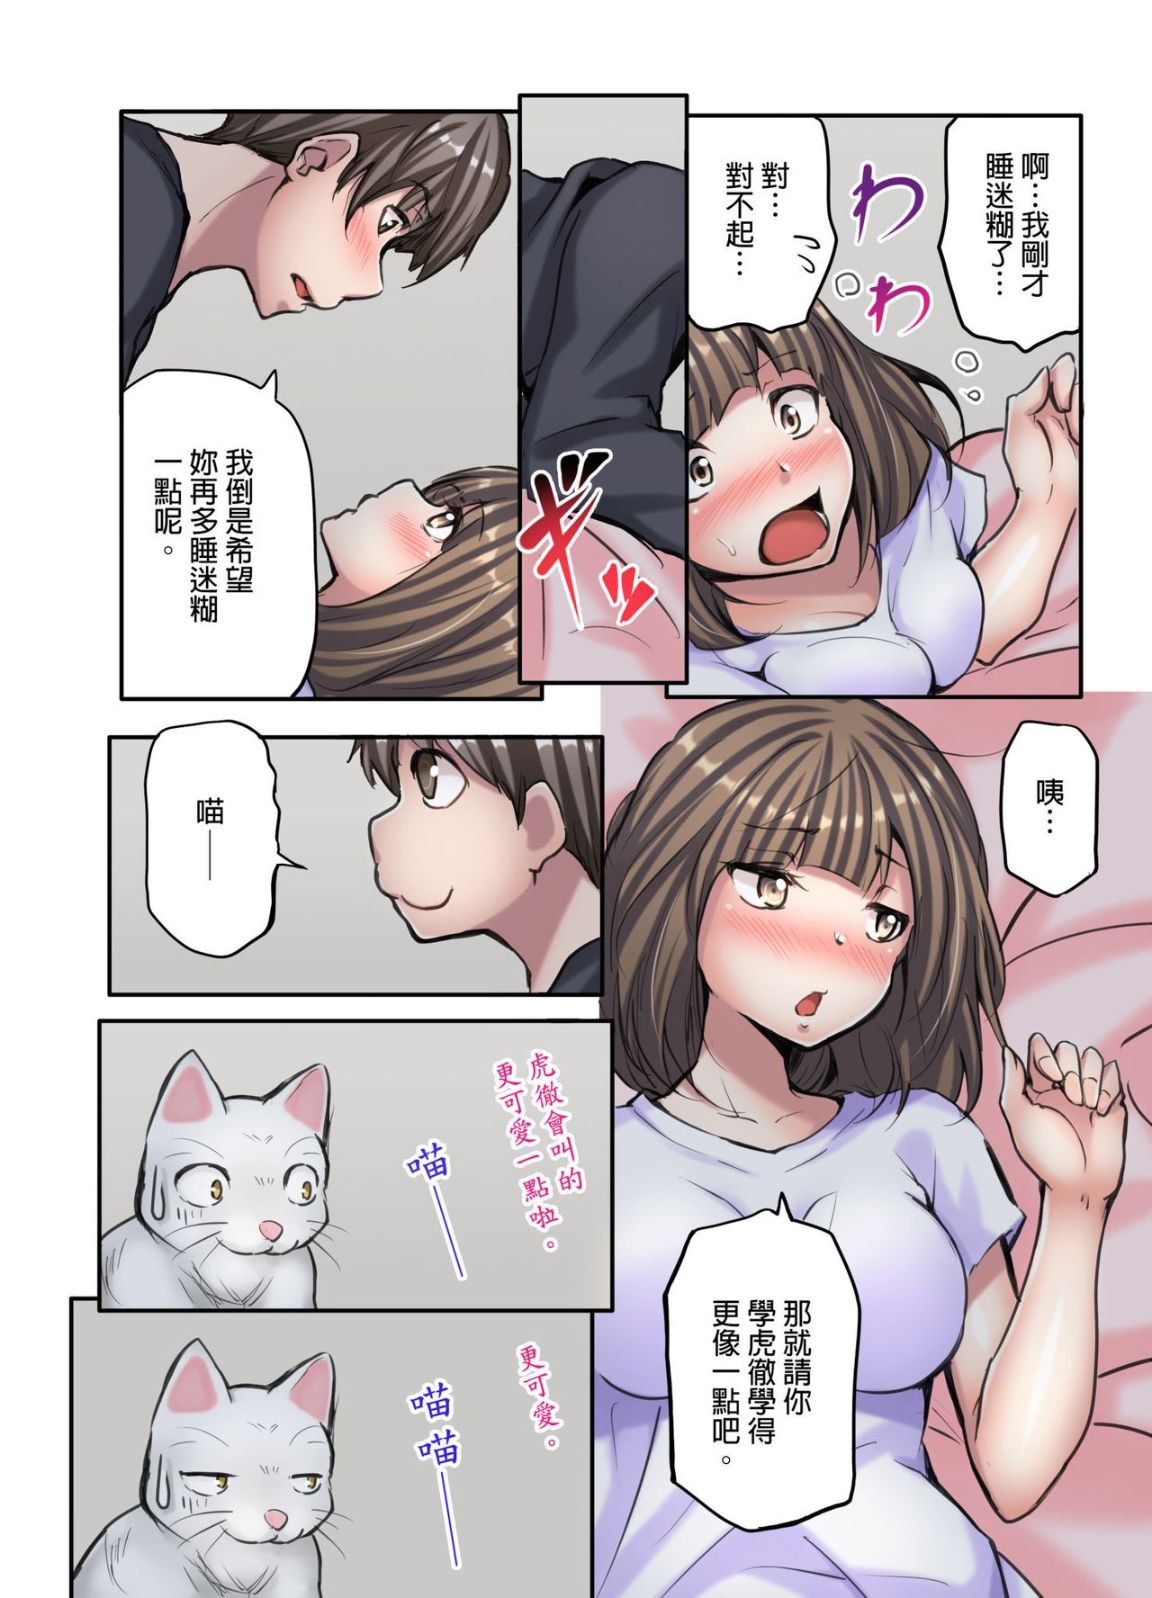 啊…我剛才
睡迷糊了…
わ
わ
對…
對不起…
ギッ
我倒是希望
妳再多睡迷糊
一點呢。
咦…
那就請你
學虎徹學得
更像一點吧。
喵——
虎徹會叫的
更可愛一點啦。
喵——
更可愛。
喵喵——